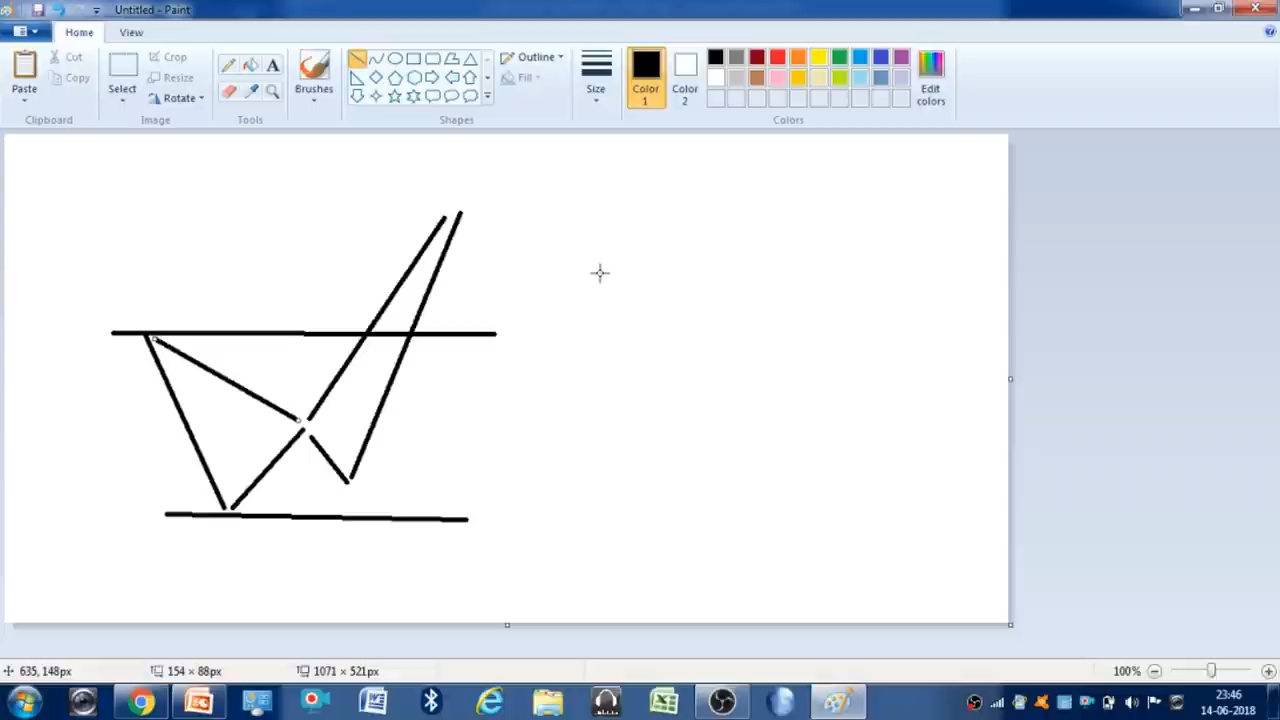 Untitled - Paint
Home
View
Paste
Cut
Copy
Clipboard
Select
Crop
Resize
Rotate
Image
A
Tools
Brushes
Outline
Fill
Shapes
Size
Color
1
Color
2
Edit
colors
Colors
635, 148px
154 × 88px
1071 × 521px
100%
23:46
14-06-2018